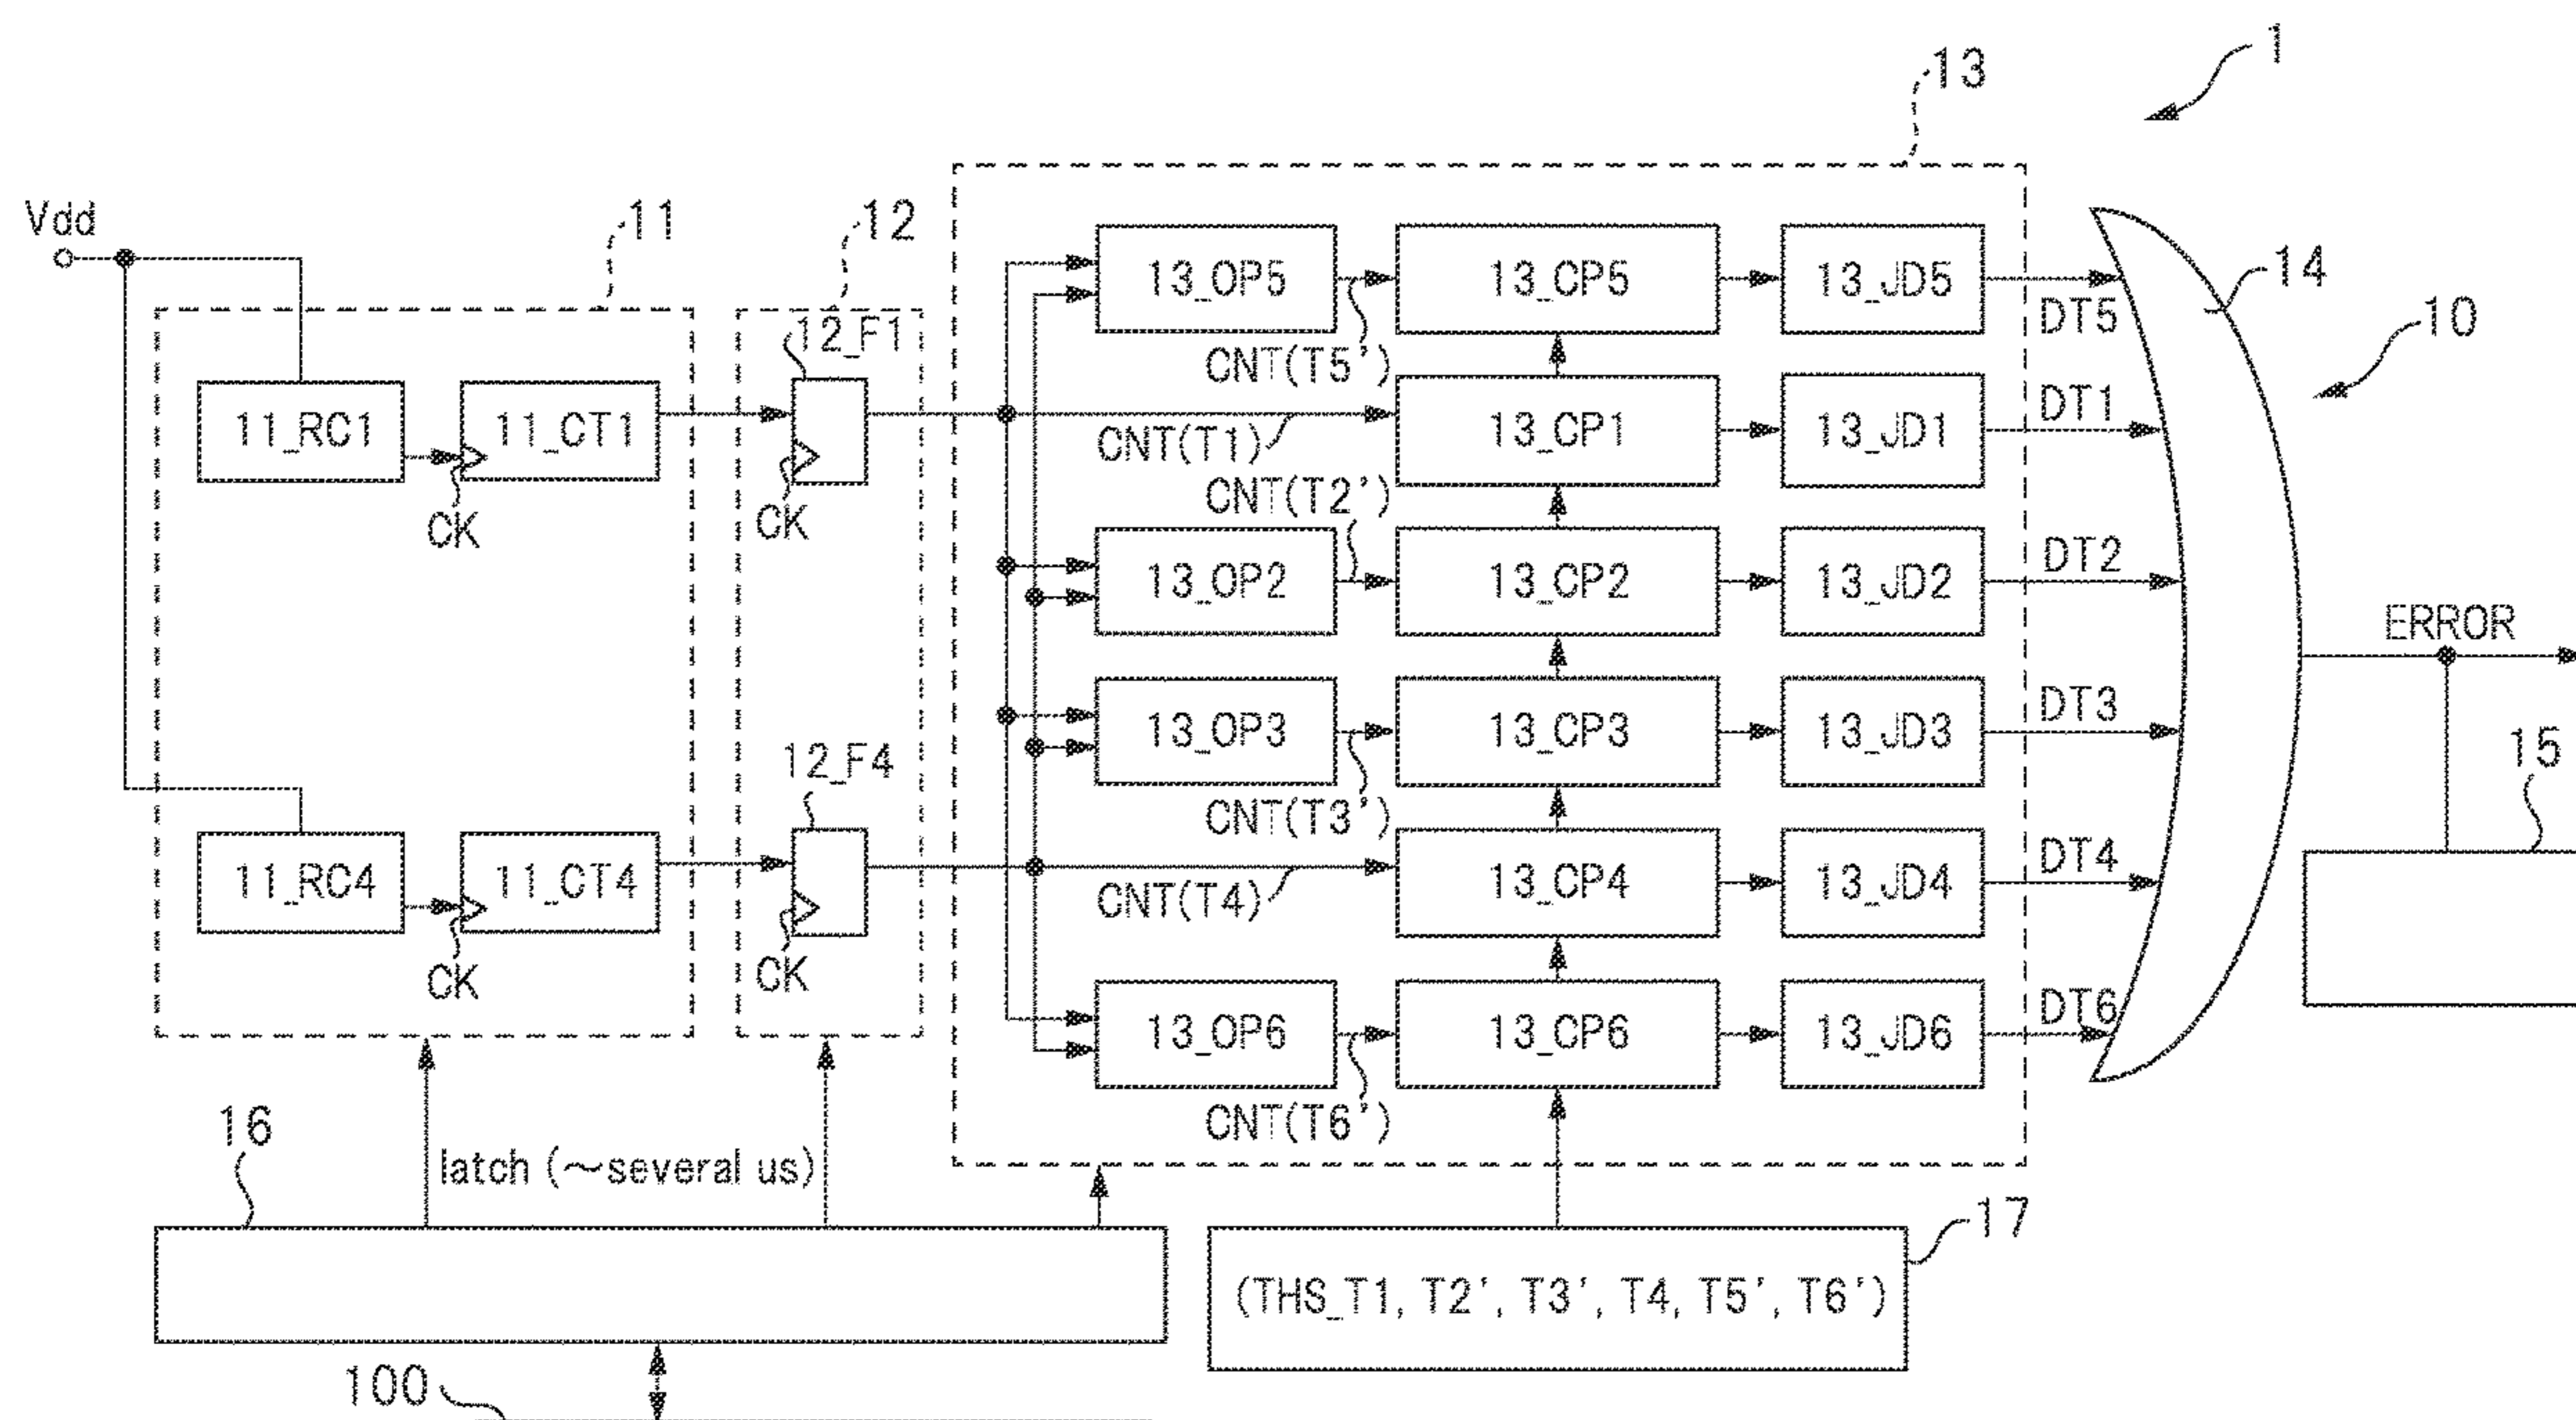 1
13
Vdd
11
12
14
10
12_F1
13_OP5
13_CP5
13_JD5
DT5
CNT(T5’)
11_RC1
11_CT1
CK
CK
CNT(T1)
13_CP1
13_JD1
DT1
CNT(T2’)
13_OP2
13_CP2
13_JD2
DT2
ERROR
13_OP3
13_CP3
13_JD3
DT3
CNT(T3’)
15
12_F4
11_RC4
11_CT4
CK
CK
CNT(T4)
13_CP4
13_JD4
DT4
13_OP6
13_CP6
13_JD6
DT6
CNT(T6’)
16
latch (~several us)
17
(THS_T1, T2’, T3’, T4, T5’, T6’)
100